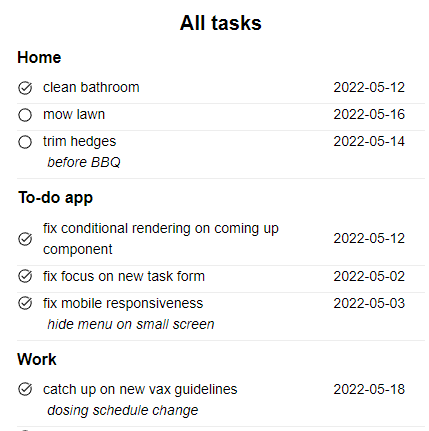 All tasks
Home
clean bathroom 2022-05-12
mow lawn 2022-05-16
trim hedges 2022-05-14
before BBQ
To-do app
fix conditional rendering on coming up
component 2022-05-12
fix focus on new task form 2022-05-02
fix mobile responsiveness 2022-05-03
hide menu on small screen
Work
catch up on new vax guidelines 2022-05-18
dosing schedule change